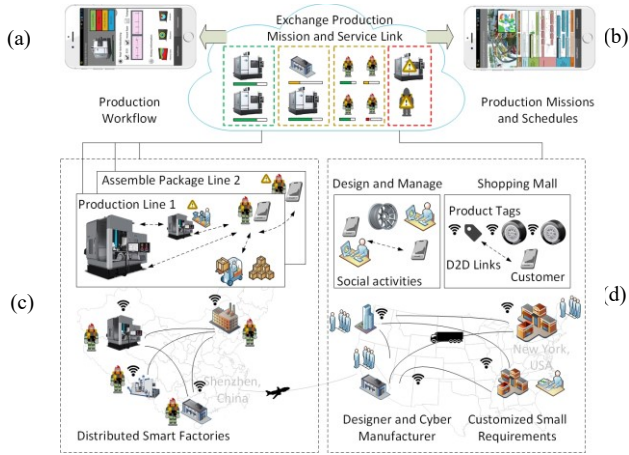 (a)
Exchange Production
Mission and Service Link
(b)
Production
Workflow
Production Missions
and Schedules
Assemble Package Line 2
Production Line 1
Design and Manage
Social activities
Shopping Mall
Product Tags
D2D Links
Customer
(c)
(d)
Shenzhen,
China
New York,
USA
Distributed Smart Factories
Designer and Cyber
Manufacturer
Customized Small
Requirements